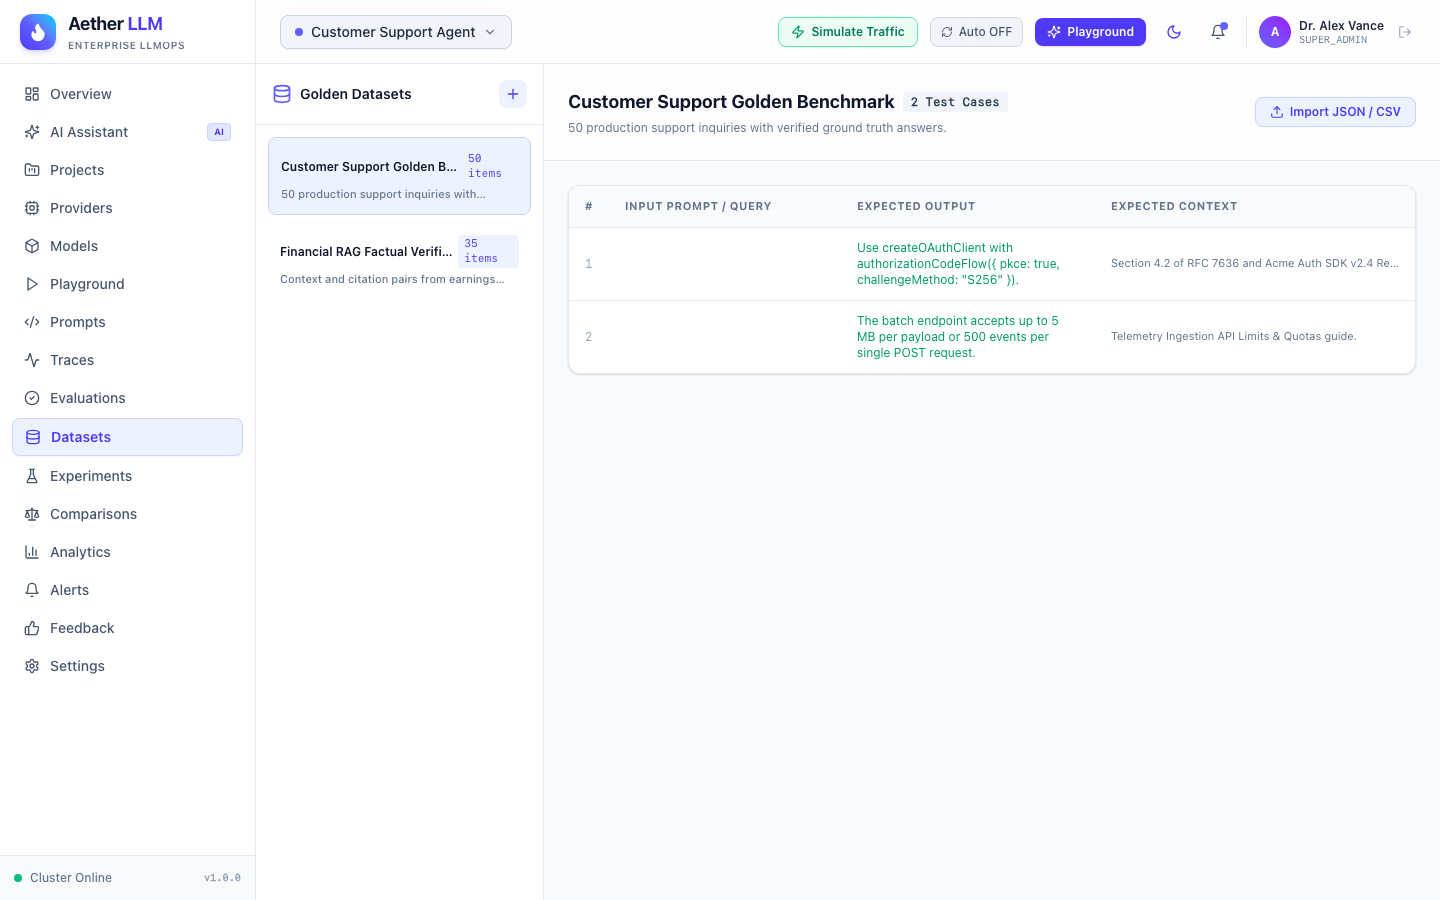 Aether LLM
ENTERPRISE LLMOPS
Customer Support Agent
Simulate Traffic
Auto OFF
Playground
A
Dr. Alex Vance
SUPER_ADMIN
Overview
AI Assistant
AI
Projects
Providers
Models
Playground
Prompts
Traces
Evaluations
Datasets
Experiments
Comparisons
Analytics
Alerts
Feedback
Settings
Cluster Online
v1.0.0
Golden Datasets
Customer Support Golden B...
50
items
50 production support inquiries with...
Financial RAG Factual Verifi...
35
items
Context and citation pairs from earnings...
Customer Support Golden Benchmark
2 Test Cases
50 production support inquiries with verified ground truth answers.
Import JSON / CSV
#
INPUT PROMPT / QUERY
EXPECTED OUTPUT
EXPECTED CONTEXT
1
Use createOAuthClient with
authorizationCodeFlow({ pkce: true,
challengeMethod: "S256" }).
Section 4.2 of RFC 7636 and Acme Auth SDK v2.4 Re...
2
The batch endpoint accepts up to 5
MB per payload or 500 events per
single POST request.
Telemetry Ingestion API Limits & Quotas guide.